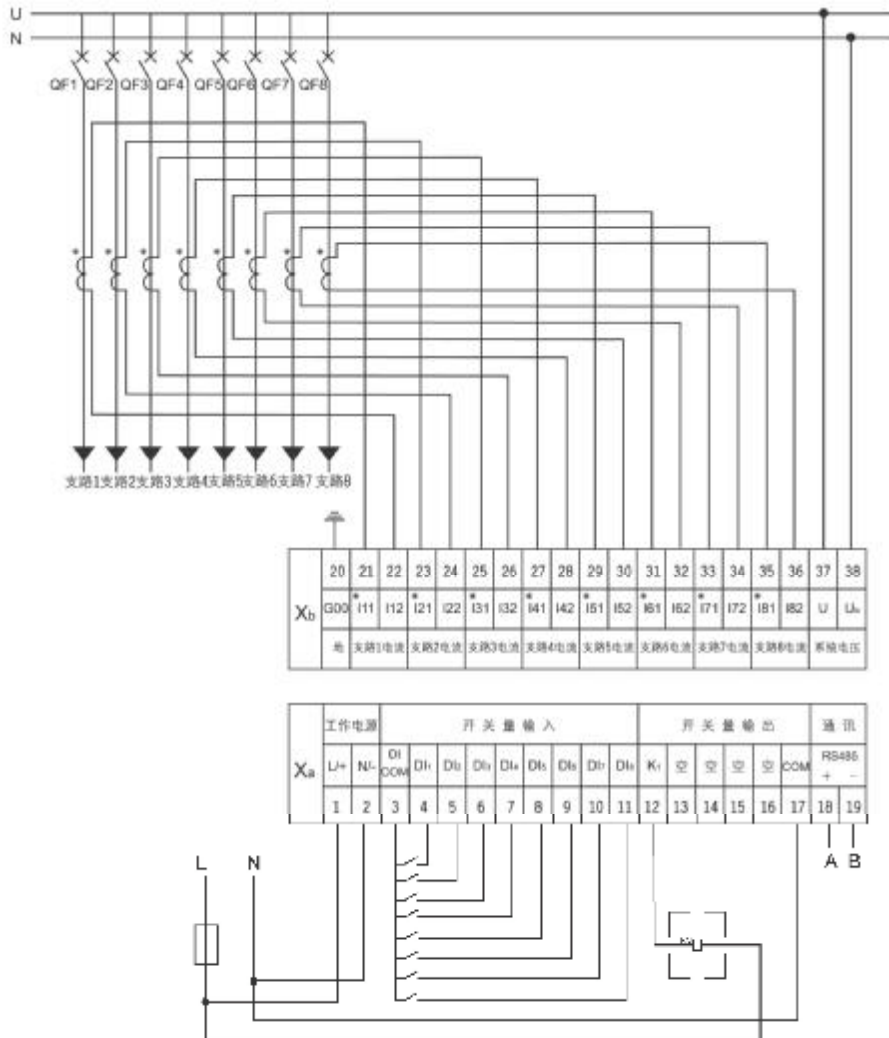 U
N
QF1 QF2 QF3 QF4 QF5 QF6 QF7 QF8
* * * * * * * *
支路1 支路2 支路3 支路4 支路5 支路6 支路7 支路8
20 21 22 23 24 25 26 27 28 29 30 31 32 33 34 35 36 37 38
Xb G00 *I11 I12 *I21 I22 *I31 I32 *I41 I42 *I51 I52 *I61 I62 *I71 I72 *I81 I82 U Un
地 支路1电流 支路2电流 支路3电流 支路4电流 支路5电流 支路6电流 支路7电流 支路8电流 系统电压
工作电源 开关量输入 开关量输出 通讯
Xa L/+ N/- DI COM DI1 DI2 DI3 DI4 DI5 DI6 DI7 DI8 K1 空 空 空 空 COM RS485 + -
1 2 3 4 5 6 7 8 9 10 11 12 13 14 15 16 17 18 19
A B
L N